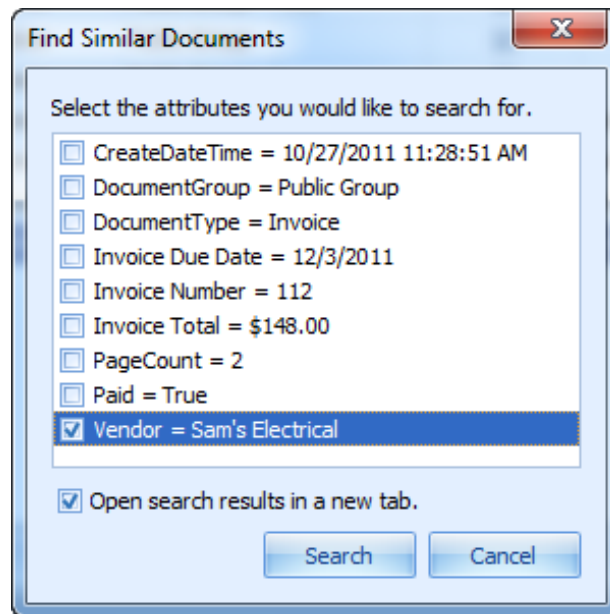 Find Similar Documents
Select the attributes you would like to search for.
CreateDateTime = 10/27/2011 11:28:51 AM
DocumentGroup = Public Group
DocumentType = Invoice
Invoice Due Date = 12/3/2011
Invoice Number = 112
Invoice Total = $148.00
PageCount = 2
Paid = True
Vendor = Sam's Electrical
Open search results in a new tab.
Search Cancel